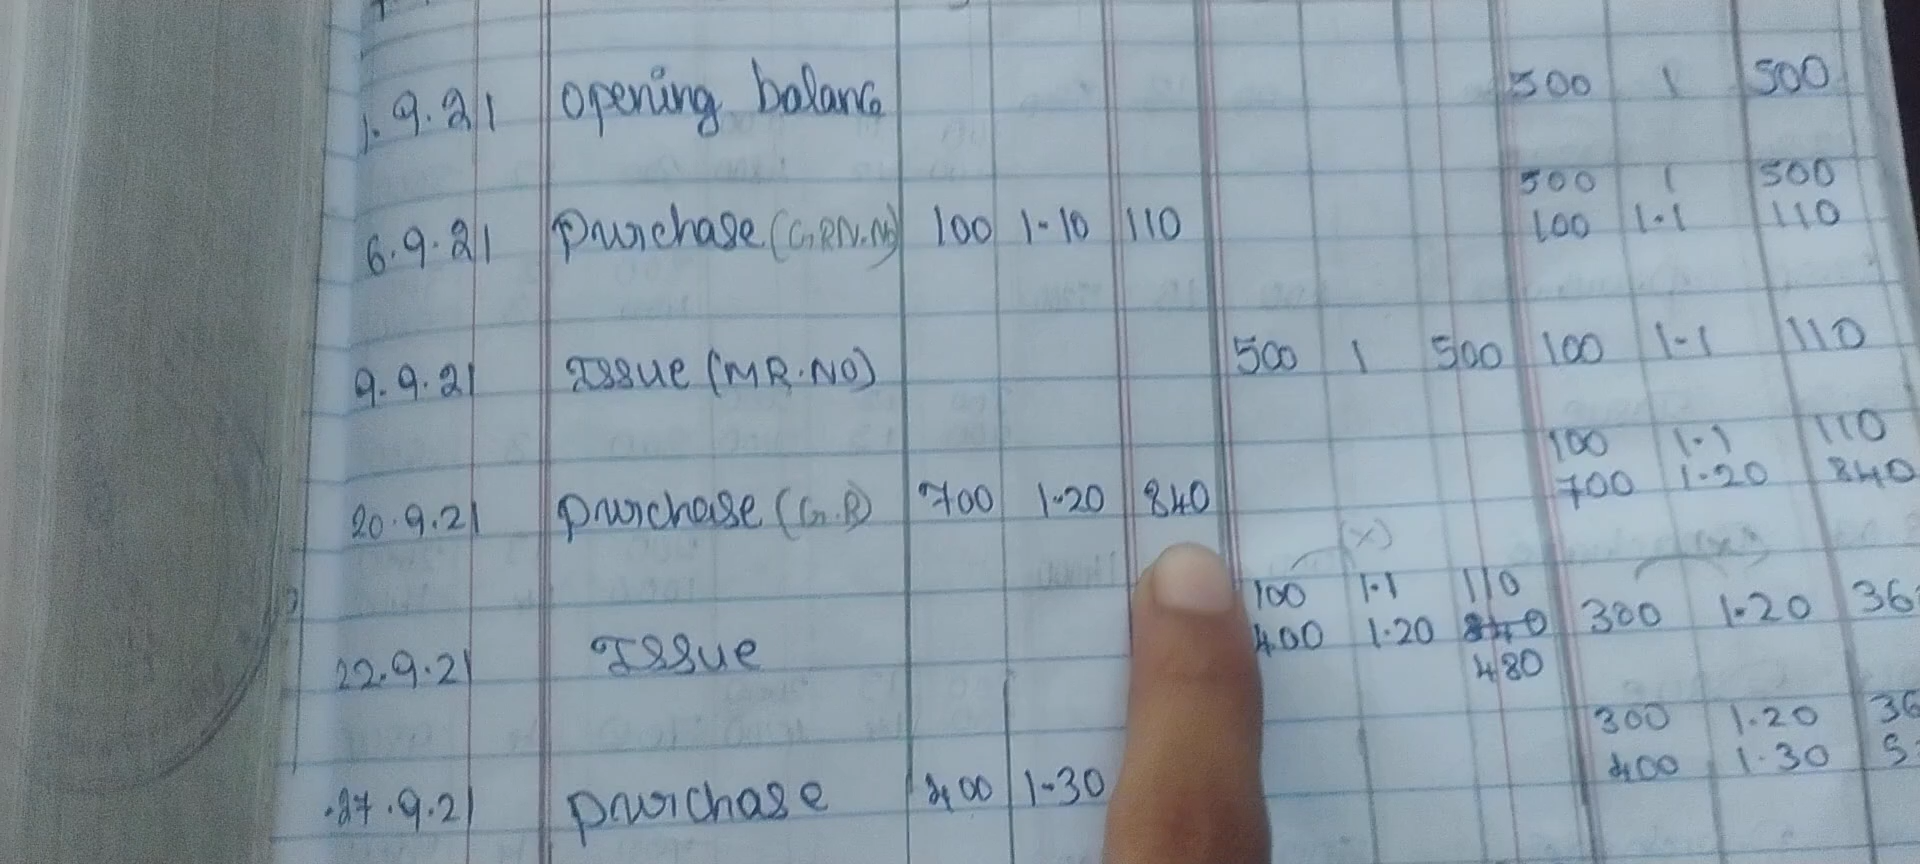 1.9.21 opening balance 500 1 500
500 1 500
6.9.21 purchase (G.RN.No) 100 1.10 110 100 1.1 110
9.9.21 Issue (MR.NO) 500 1 500 100 1.1 110
100 1.1 110
20.9.21 purchase (G.R) 700 1.20 840 700 1.20 840
(x)
100 1.1 110
22.9.21 Issue 400 1.20 840 300 1.20 36
480
300 1.20 36
27.9.21 purchase 400 1.30 400 1.30 5